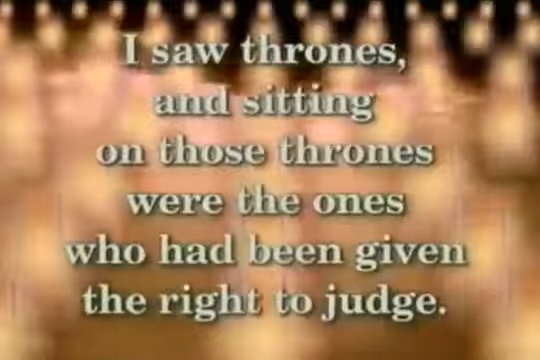 I saw thrones,
and sitting
on those thrones
were the ones
who had been given
the right to judge.